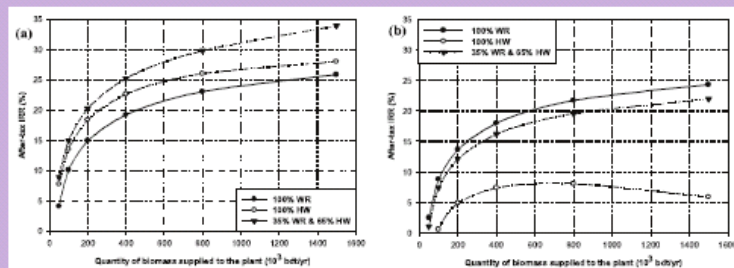 (a)
35
30
25
20
15
10
5
0
After-tax IRR (%)
100% WR
100% HW
35% WR & 65% HW
0 200 400 600 800 1000 1200 1400 1600
Quantity of biomass supplied to the plant (10³ bdt/yr)
(b)
35
30
25
20
15
10
5
0
After-tax IRR (%)
100% WR
100% HW
35% WR & 65% HW
0 200 400 600 800 1000 1200 1400 1600
Quantity of biomass supplied to the plant (10³ bdt/yr)